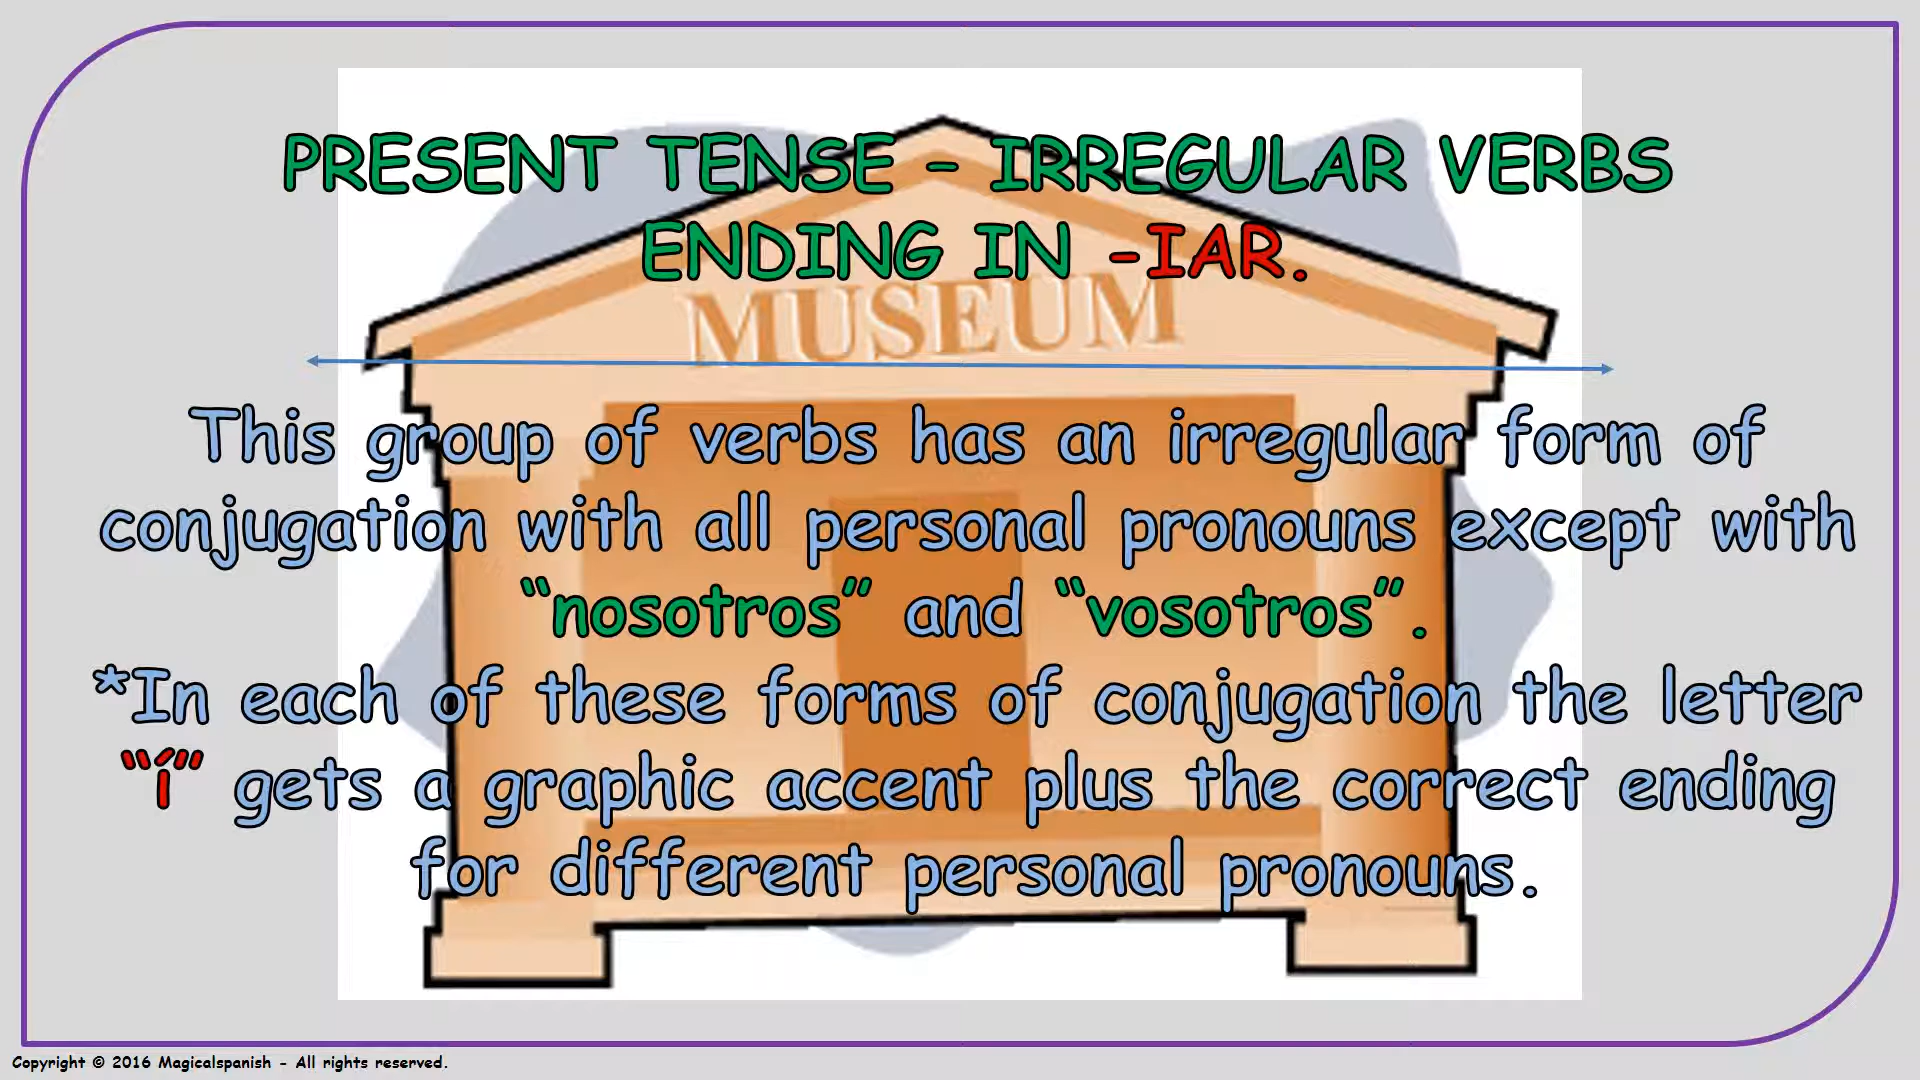 PRESENT TENSE – IRREGULAR VERBS
ENDING IN -IAR.
MUSEUM
This group of verbs has an irregular form of
conjugation with all personal pronouns except with
“nosotros” and “vosotros”.
*In each of these forms of conjugation the letter
“í” gets a graphic accent plus the correct ending
for different personal pronouns.
Copyright © 2016 Magicalspanish - All rights reserved.